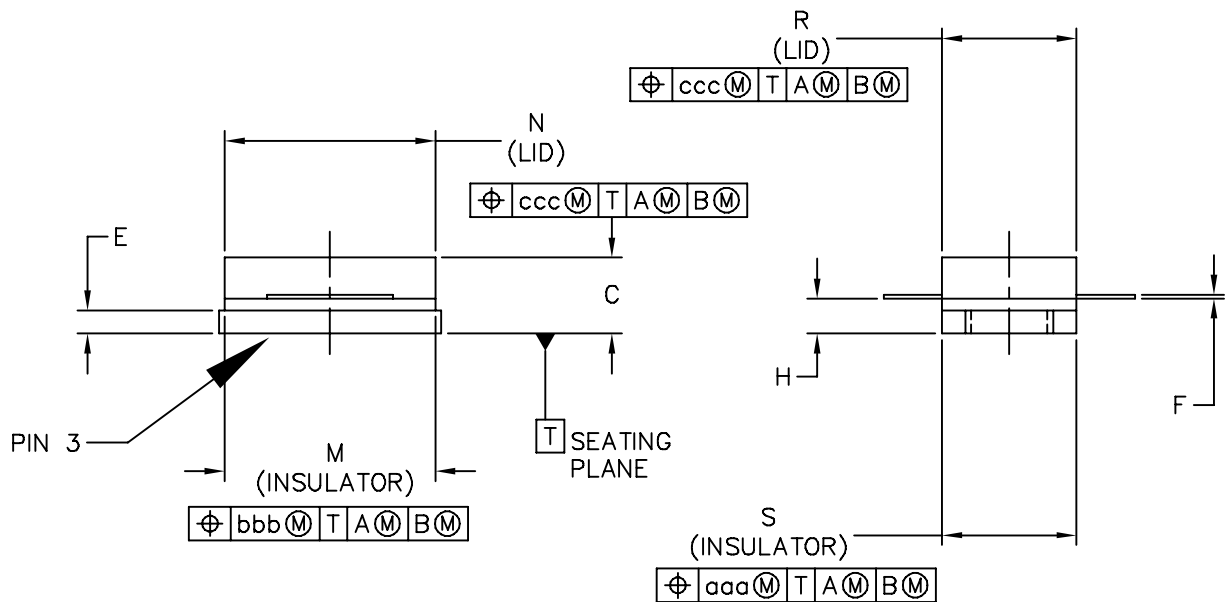 R
(LID)
⌖ ccc Ⓜ T A Ⓜ B Ⓜ
N
(LID)
⌖ ccc Ⓜ T A Ⓜ B Ⓜ
E
C
H
F
PIN 3
T SEATING
PLANE
M
(INSULATOR)
⌖ bbb Ⓜ T A Ⓜ B Ⓜ
S
(INSULATOR)
⌖ aaa Ⓜ T A Ⓜ B Ⓜ